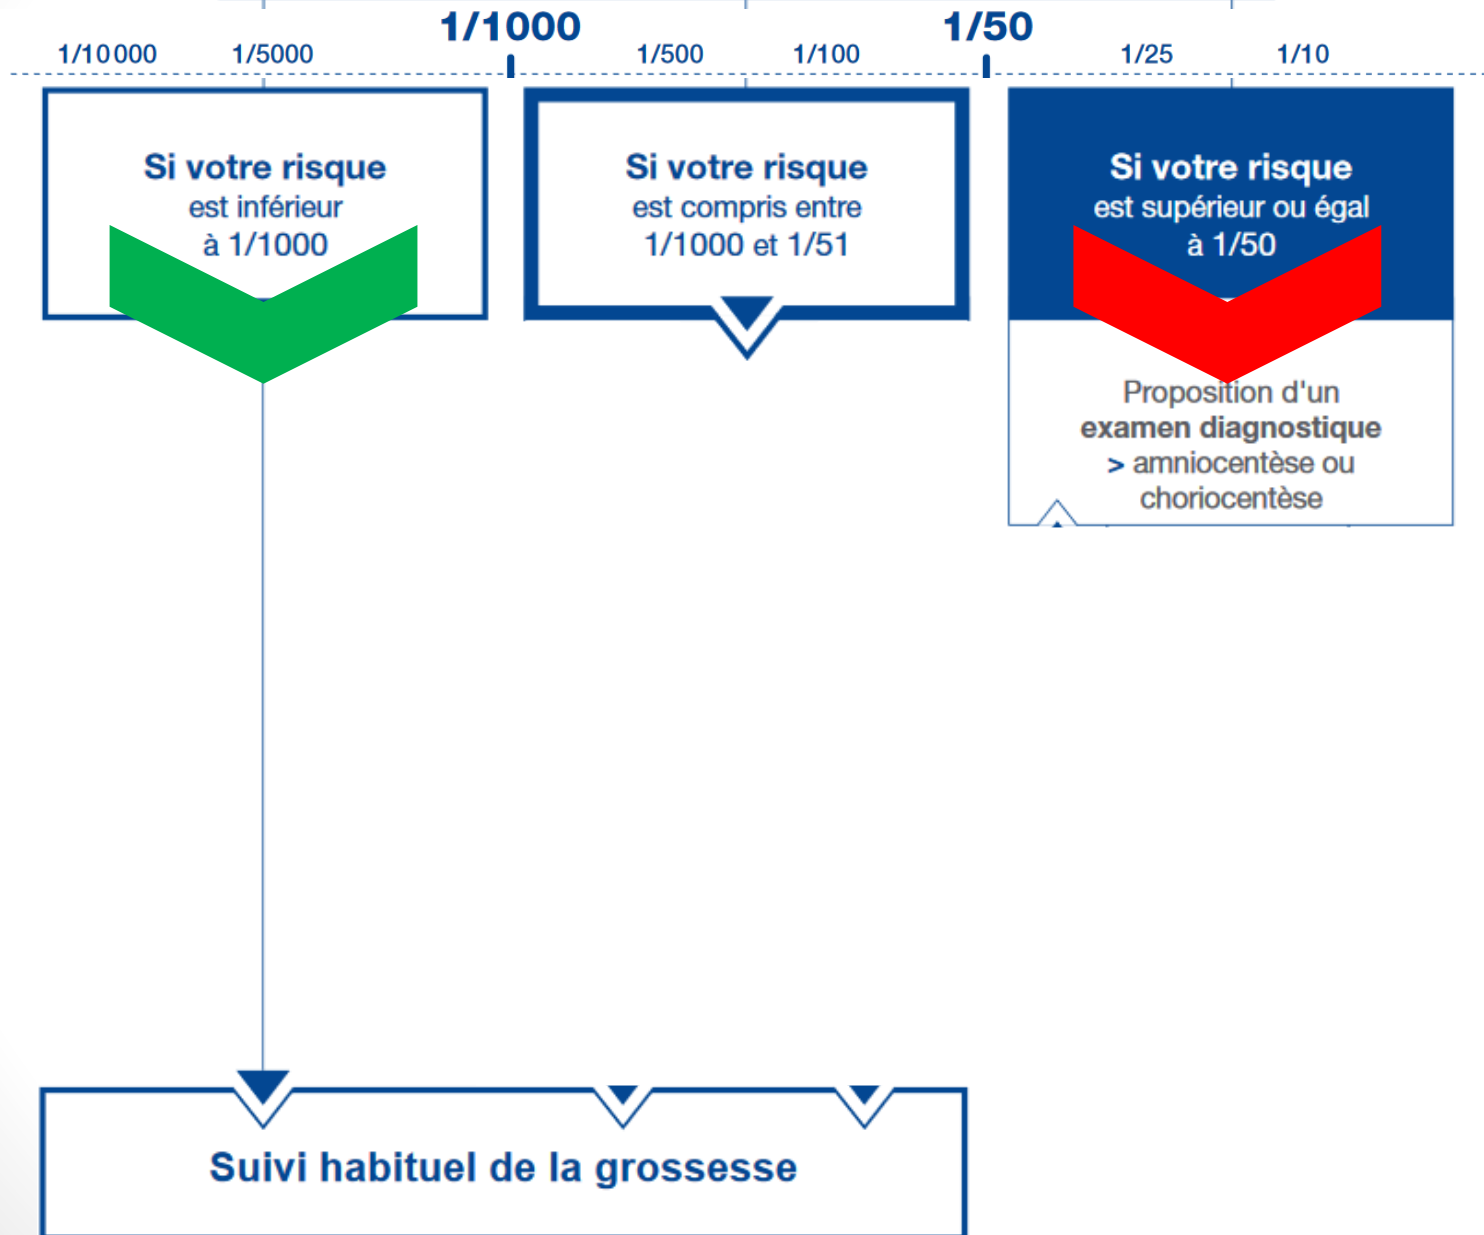 1/1000
1/50
1/10 000
1/5000
1/500
1/100
1/25
1/10
Si votre risque
est inférieur
à 1/1000
Si votre risque
est compris entre
1/1000 et 1/51
Si votre risque
est supérieur ou égal
à 1/50
Proposition d'un
examen diagnostique
> amniocentèse ou
choriocentèse
Suivi habituel de la grossesse